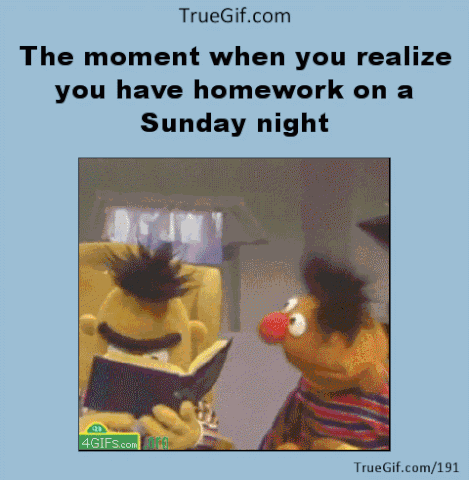 TrueGif.com
The moment when you realize
you have homework on a
Sunday night
4GIFs.com
TrueGif.com/191